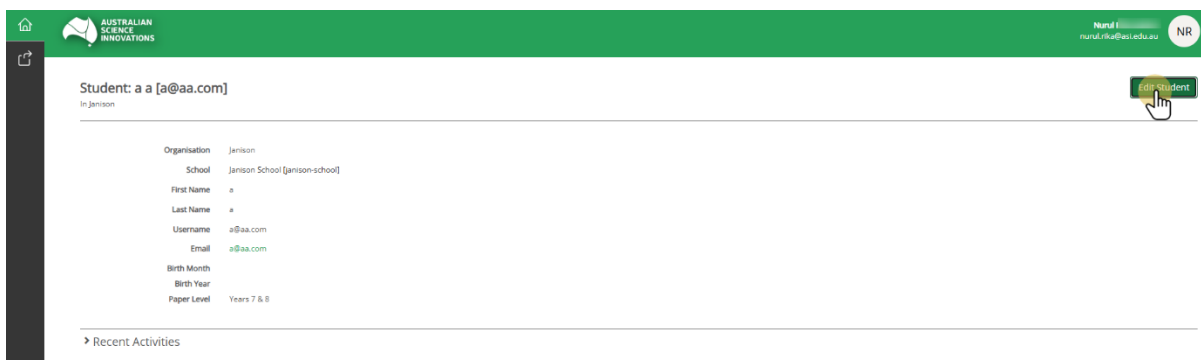 AUSTRALIAN
SCIENCE
INNOVATIONS
Nurul
nurul.rika@asi.edu.au
NR
Student: a a [a@aa.com]
In Janison
Edit Student
Organisation Janison
School Janison School [janison-school]
First Name a
Last Name a
Username a@aa.com
Email a@aa.com
Birth Month
Birth Year
Paper Level Years 7 & 8
Recent Activities